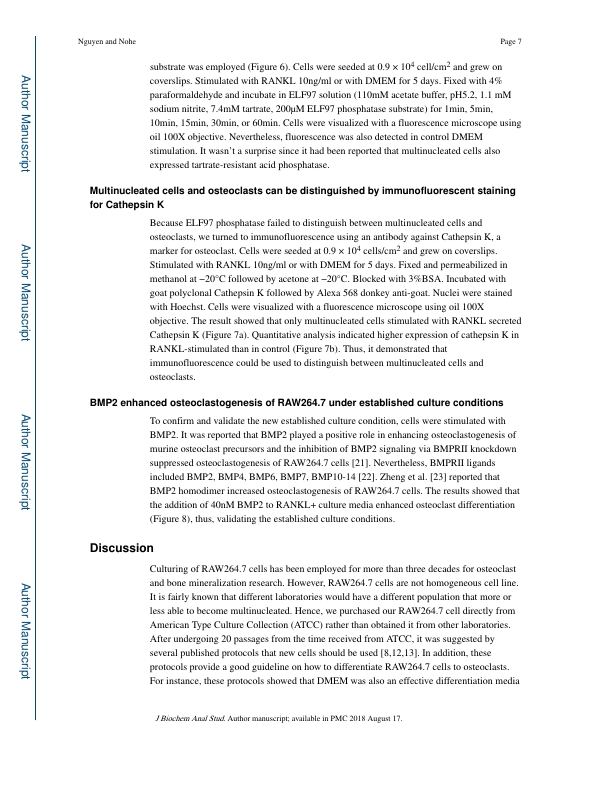 Nguyen and Nohe
Page 7
substrate was employed (Figure 6). Cells were seeded at 0.9 × 10⁴ cell/cm² and grew on
coverslips. Stimulated with RANKL 10ng/ml or with DMEM for 5 days. Fixed with 4%
paraformaldehyde and incubate in ELF97 solution (110mM acetate buffer, pH5.2, 1.1 mM
sodium nitrite, 7.4mM tartrate, 200μM ELF97 phosphatase substrate) for 1min, 5min,
10min, 15min, 30min, or 60min. Cells were visualized with a fluorescence microscope using
oil 100X objective. Nevertheless, fluorescence was also detected in control DMEM
stimulation. It wasn't a surprise since it had been reported that multinucleated cells also
expressed tartrate-resistant acid phosphatase.
Multinucleated cells and osteoclasts can be distinguished by immunofluorescent staining
for Cathepsin K
Because ELF97 phosphatase failed to distinguish between multinucleated cells and
osteoclasts, we turned to immunofluorescence using an antibody against Cathepsin K, a
marker for osteoclast. Cells were seeded at 0.9 × 10⁴ cells/cm² and grew on coverslips.
Stimulated with RANKL 10ng/ml or with DMEM for 5 days. Fixed and permeabilized in
methanol at −20°C followed by acetone at −20°C. Blocked with 3%BSA. Incubated with
goat polyclonal Cathepsin K followed by Alexa 568 donkey anti-goat. Nuclei were stained
with Hoechst. Cells were visualized with a fluorescence microscope using oil 100X
objective. The result showed that only multinucleated cells stimulated with RANKL secreted
Cathepsin K (Figure 7a). Quantitative analysis indicated higher expression of cathepsin K in
RANKL-stimulated than in control (Figure 7b). Thus, it demonstrated that
immunofluorescence could be used to distinguish between multinucleated cells and
osteoclasts.
BMP2 enhanced osteoclastogenesis of RAW264.7 under established culture conditions
To confirm and validate the new established culture condition, cells were stimulated with
BMP2. It was reported that BMP2 played a positive role in enhancing osteoclastogenesis of
murine osteoclast precursors and the inhibition of BMP2 signaling via BMPRII knockdown
suppressed osteoclastogenesis of RAW264.7 cells [21]. Nevertheless, BMPRII ligands
included BMP2, BMP4, BMP6, BMP7, BMP10-14 [22]. Zheng et al. [23] reported that
BMP2 homodimer increased osteoclastogenesis of RAW264.7 cells. The results showed that
the addition of 40nM BMP2 to RANKL+ culture media enhanced osteoclast differentiation
(Figure 8), thus, validating the established culture conditions.
Discussion
Culturing of RAW264.7 cells has been employed for more than three decades for osteoclast
and bone mineralization research. However, RAW264.7 cells are not homogeneous cell line.
It is fairly known that different laboratories would have a different population that more or
less able to become multinucleated. Hence, we purchased our RAW264.7 cell directly from
American Type Culture Collection (ATCC) rather than obtained it from other laboratories.
After undergoing 20 passages from the time received from ATCC, it was suggested by
several published protocols that new cells should be used [8,12,13]. In addition, these
protocols provide a good guideline on how to differentiate RAW264.7 cells to osteoclasts.
For instance, these protocols showed that DMEM was also an effective differentiation media
J Biochem Anal Stud. Author manuscript; available in PMC 2018 August 17.
Author Manuscript
Author Manuscript
Author Manuscript
Author Manuscript